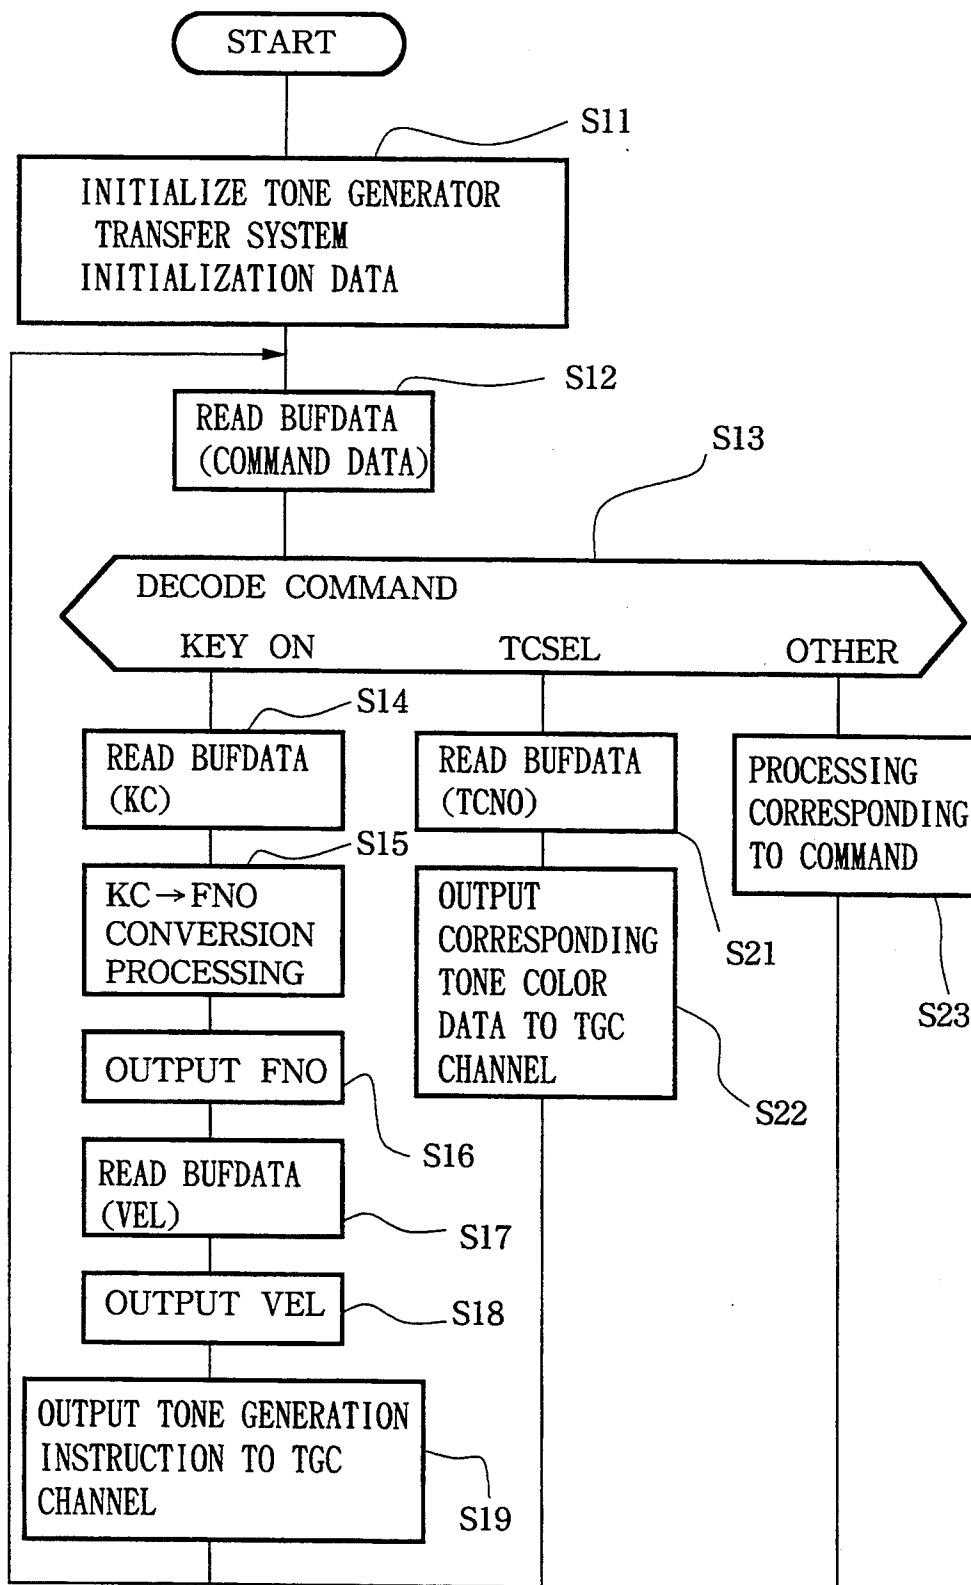 START
S11
INITIALIZE TONE GENERATOR
TRANSFER SYSTEM
INITIALIZATION DATA
S12
READ BUFDATA
(COMMAND DATA)
S13
DECODE COMMAND
KEY ON
TCSEL
OTHER
S14
READ BUFDATA
(KC)
S15
KC→FNO
CONVERSION
PROCESSING
OUTPUT FNO
S16
READ BUFDATA
(VEL)
S17
OUTPUT VEL
S18
OUTPUT TONE GENERATION
INSTRUCTION TO TGC
CHANNEL
S19
READ BUFDATA
(TCNO)
S21
OUTPUT
CORRESPONDING
TONE COLOR
DATA TO TGC
CHANNEL
S22
PROCESSING
CORRESPONDING
TO COMMAND
S23